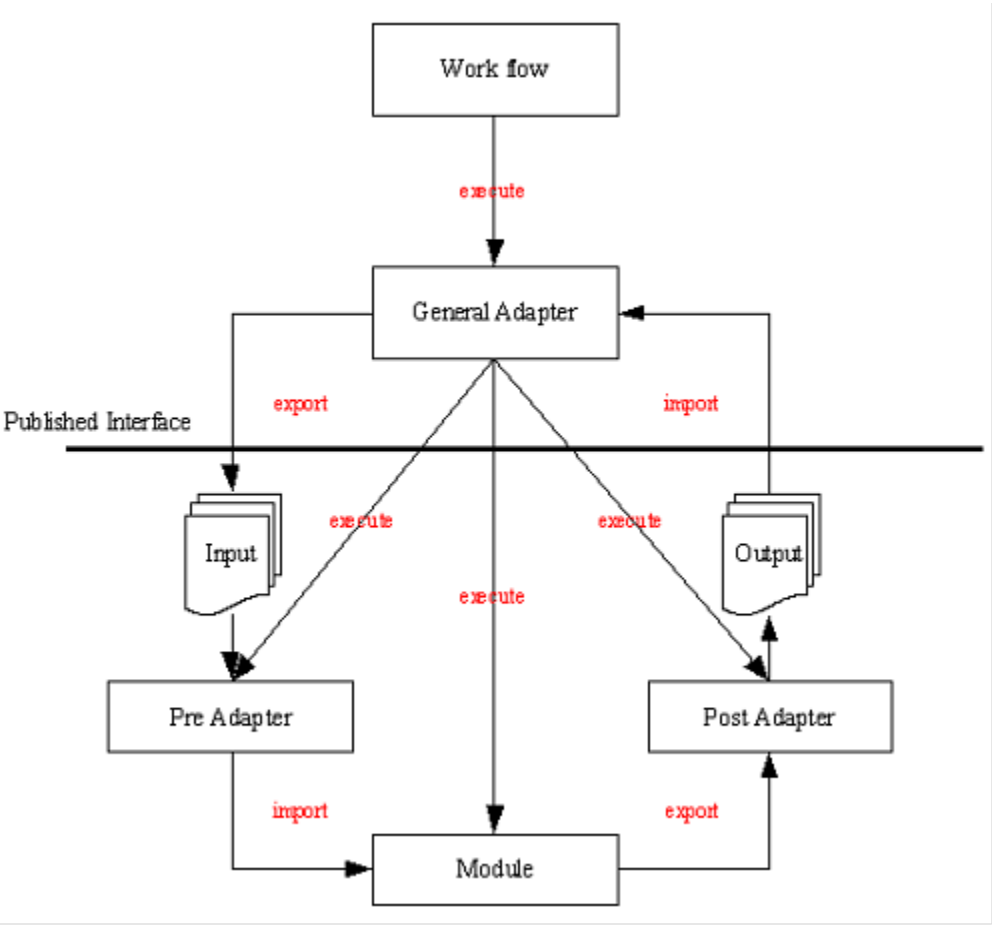 Work flow
execute
General Adapter
export
import
Published Interface
execute
execute
Input
Output
execute
Pre Adapter
Post Adapter
import
export
Module